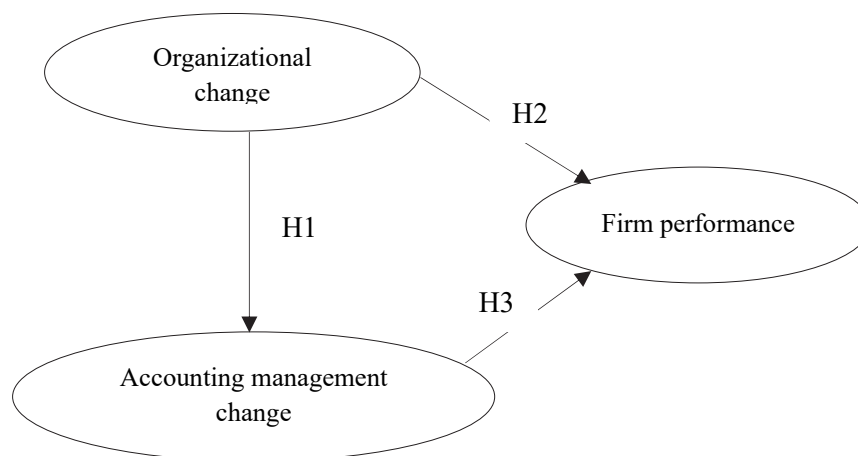 Organizational
change
H2
Firm performance
H1
H3
Accounting management
change